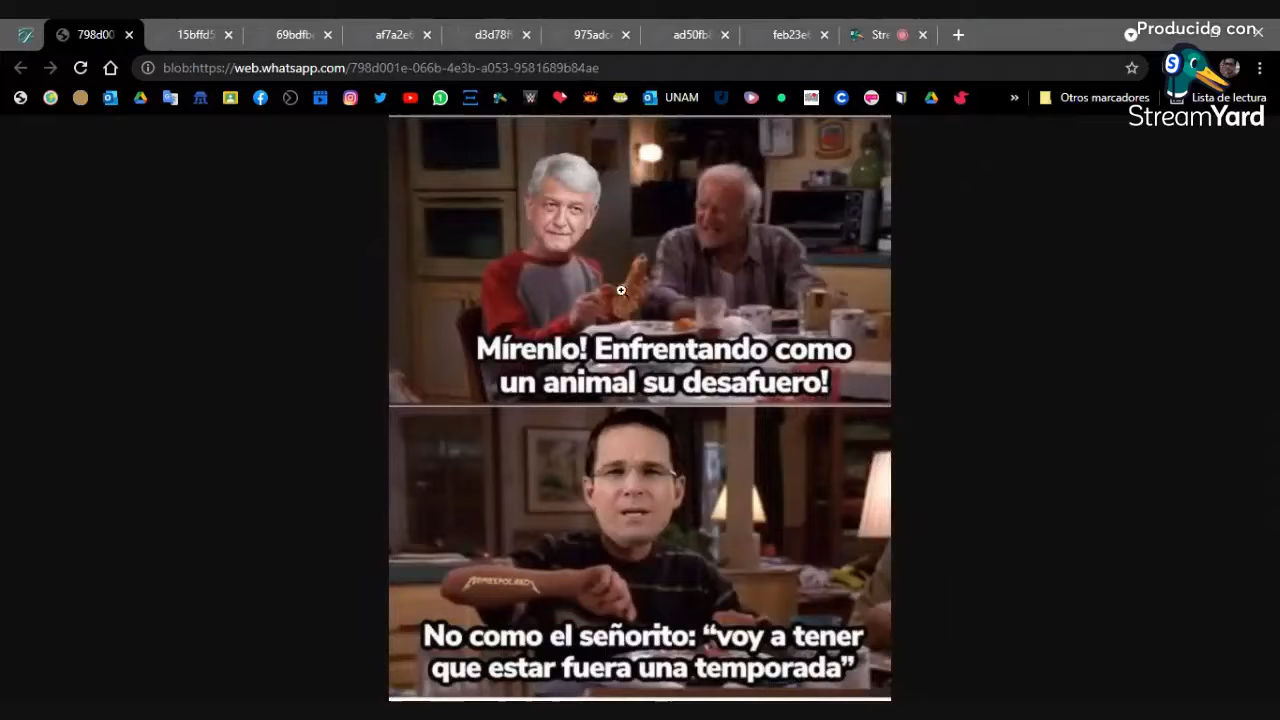 798d00
15bffd5
69bdfb
af7a2e6
d3d78f
975adc
ad50fb
feb23e
Stre
Producido con
blob:https://web.whatsapp.com/798d001e-066b-4e3b-a053-9581689b84ae
UNAM
Otros marcadores
Lista de lectura
StreamYard
Mírenlo! Enfrentando como
un animal su desafuero!
MEMESPOLAND
No como el señorito: “voy a tener
que estar fuera una temporada”